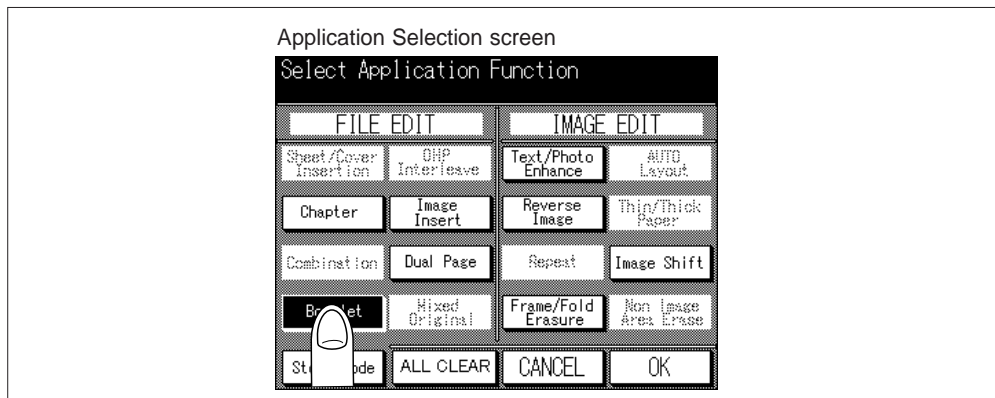 Application Selection screen
Select Application Function
FILE EDIT
IMAGE EDIT
Sheet/Cover
Insertion
OHP
Interleave
Text/Photo
Enhance
AUTO
Layout
Chapter
Image
Insert
Reverse
Image
Thin/Thick
Paper
Combination
Dual Page
Repeat
Image Shift
Mixed
Original
Frame/Fold
Erasure
Non Image
Area Erase
ALL CLEAR
CANCEL
OK